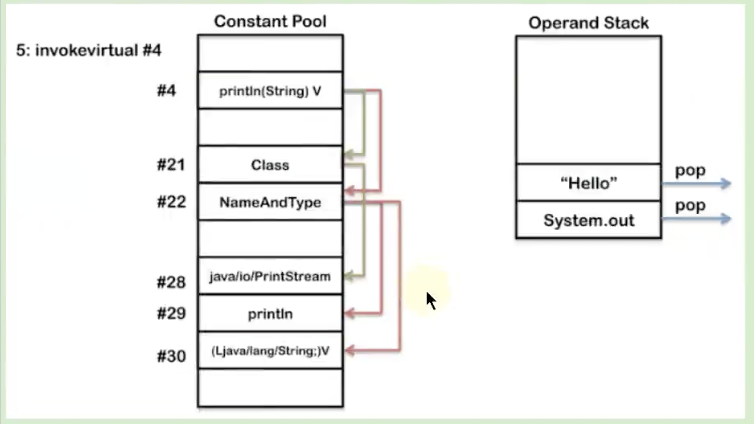 Constant Pool
Operand Stack
5: invokevirtual #4
#4 println(String) V
#21 Class
#22 NameAndType
#28 java/io/PrintStream
#29 println
#30 (Ljava/lang/String;)V
“Hello” pop
System.out pop